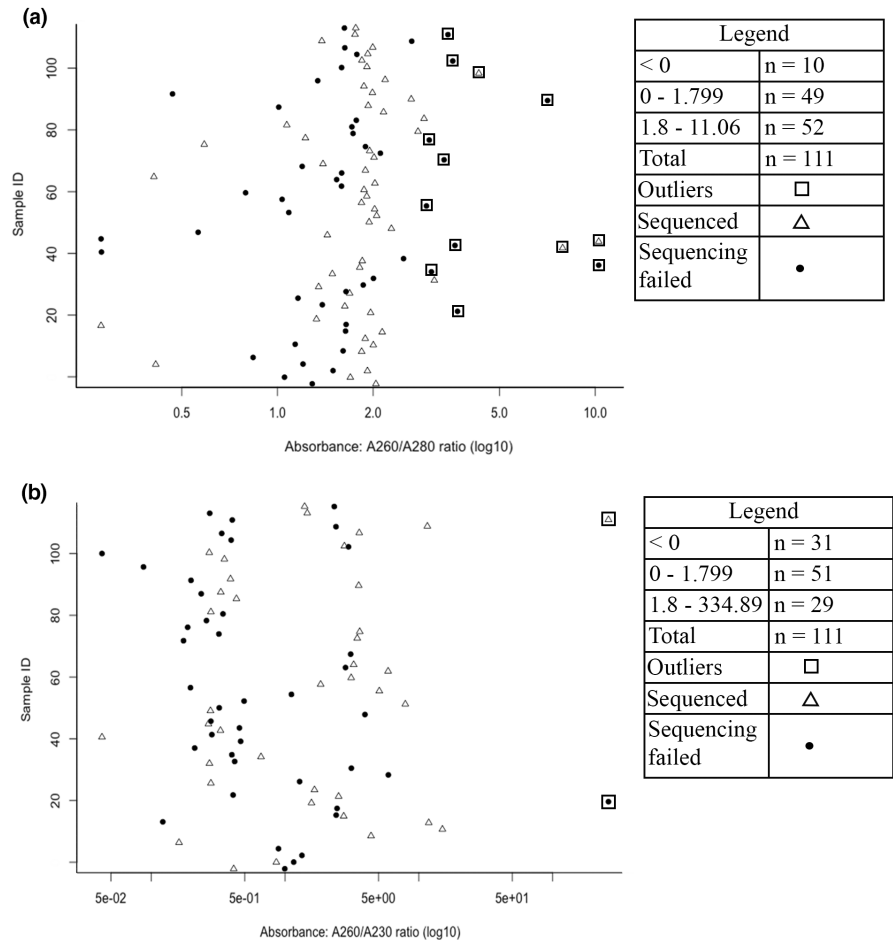 (a)
100
80
60
40
20
Sample ID
0.5 1.0 2.0 5.0 10.0
Absorbance: A260/A280 ratio (log10)
Legend
< 0 n = 10
0 - 1.799 n = 49
1.8 - 11.06 n = 52
Total n = 111
Outliers
Sequenced
Sequencing
failed
(b)
100
80
60
40
20
Sample ID
5e-02 5e-01 5e+00 5e+01
Absorbance: A260/A230 ratio (log10)
Legend
< 0 n = 31
0 - 1.799 n = 51
1.8 - 334.89 n = 29
Total n = 111
Outliers
Sequenced
Sequencing
failed